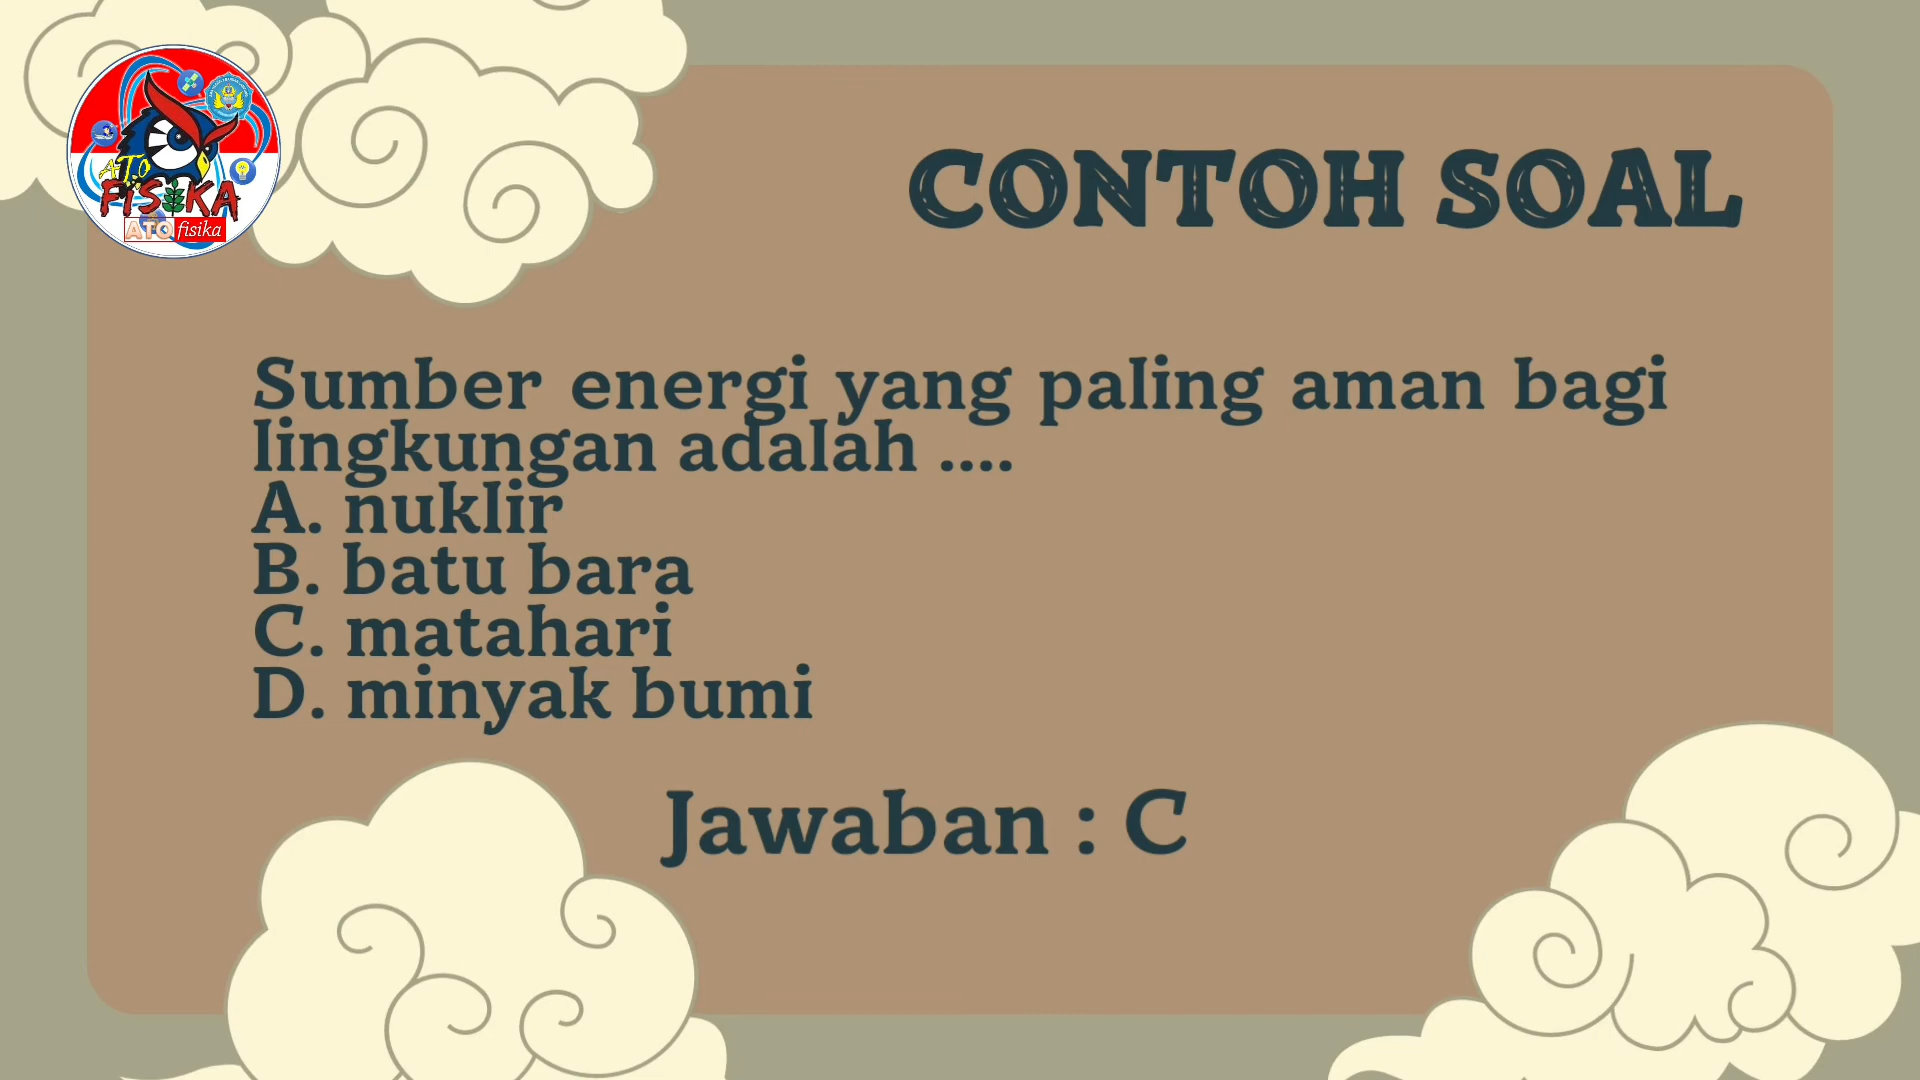 ATO
FiSiKA
ATO fisika
CONTOH SOAL
Sumber energi yang paling aman bagi
lingkungan adalah ....
A. nuklir
B. batu bara
C. matahari
D. minyak bumi
Jawaban : C